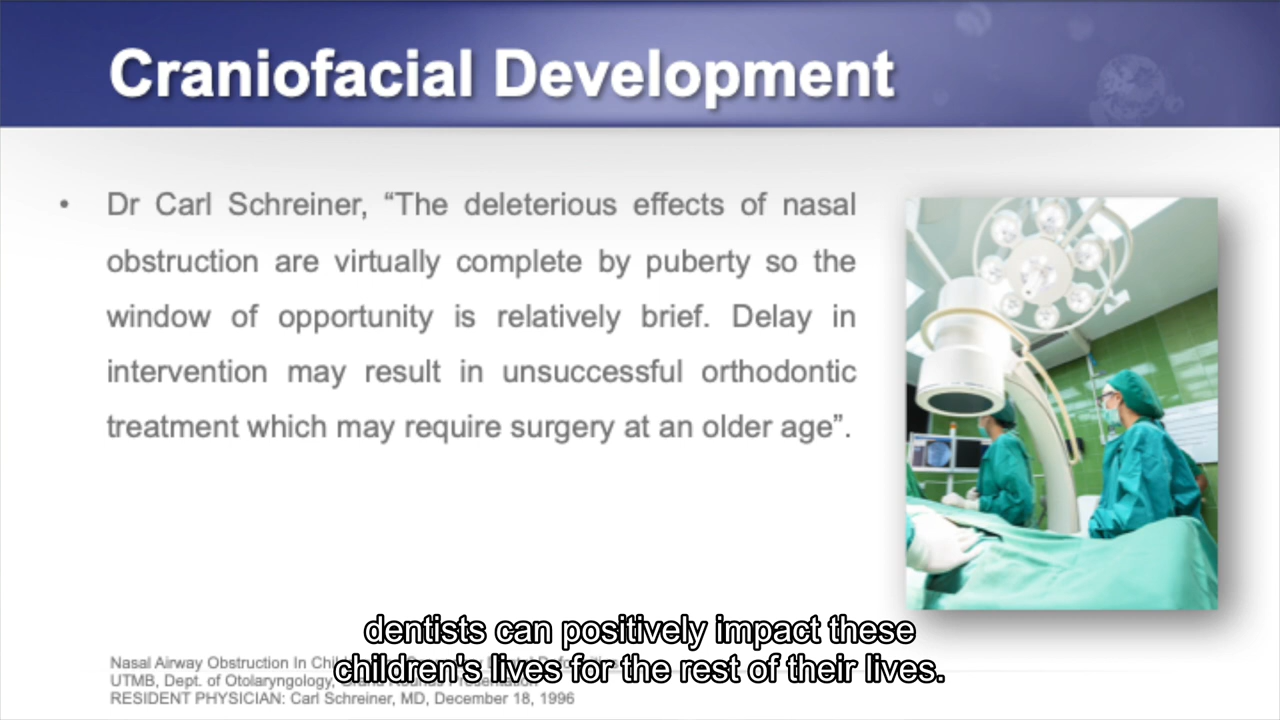 Craniofacial Development
• Dr Carl Schreiner, “The deleterious effects of nasal
obstruction are virtually complete by puberty so the
window of opportunity is relatively brief. Delay in
intervention may result in unsuccessful orthodontic
treatment which may require surgery at an older age”.
dentists can positively impact these
children's lives for the rest of their lives.
Nasal Airway Obstruction In
UTMB, Dept. of Otolaryngology,
RESIDENT PHYSICIAN: Carl Schreiner, MD, December 18, 1996